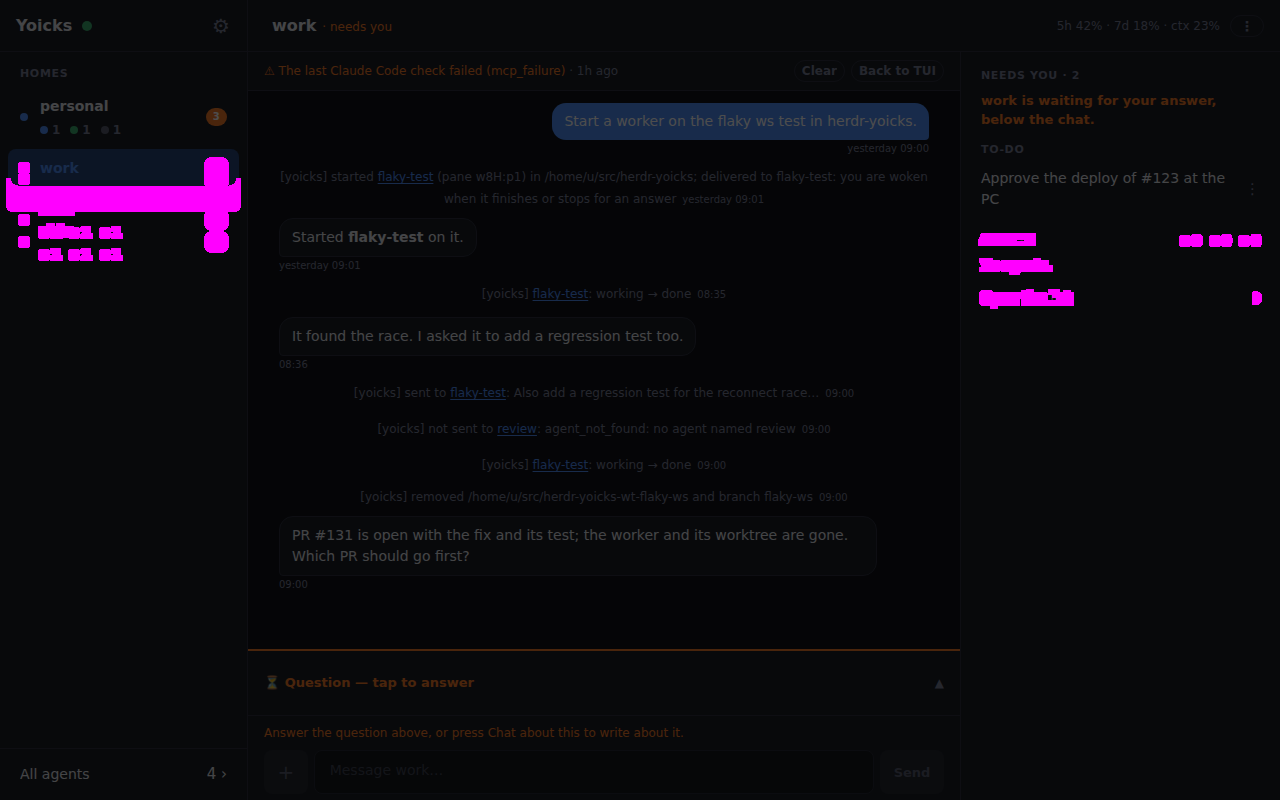 Yoicks
HOMES
personal
3
1 1 1
work
All agents
4 ›
work · needs you
5h 42% · 7d 18% · ctx 23%
⚠ The last Claude Code check failed (mcp_failure) · 1h ago
Clear
Back to TUI
Start a worker on the flaky ws test in herdr-yoicks.
yesterday 09:00
[yoicks] started flaky-test (pane w8H:p1) in /home/u/src/herdr-yoicks; delivered to flaky-test: you are woken
when it finishes or stops for an answer yesterday 09:01
Started flaky-test on it.
yesterday 09:01
[yoicks] flaky-test: working → done 08:35
It found the race. I asked it to add a regression test too.
08:36
[yoicks] sent to flaky-test: Also add a regression test for the reconnect race... 09:00
[yoicks] not sent to review: agent_not_found: no agent named review 09:00
[yoicks] flaky-test: working → done 09:00
[yoicks] removed /home/u/src/herdr-yoicks-wt-flaky-ws and branch flaky-ws 09:00
PR #131 is open with the fix and its test; the worker and its worktree are gone.
Which PR should go first?
09:00
⏳ Question — tap to answer
▲
Answer the question above, or press Chat about this to write about it.
+
Message work...
Send
NEEDS YOU · 2
work is waiting for your answer,
below the chat.
TO-DO
Approve the deploy of #123 at the
PC